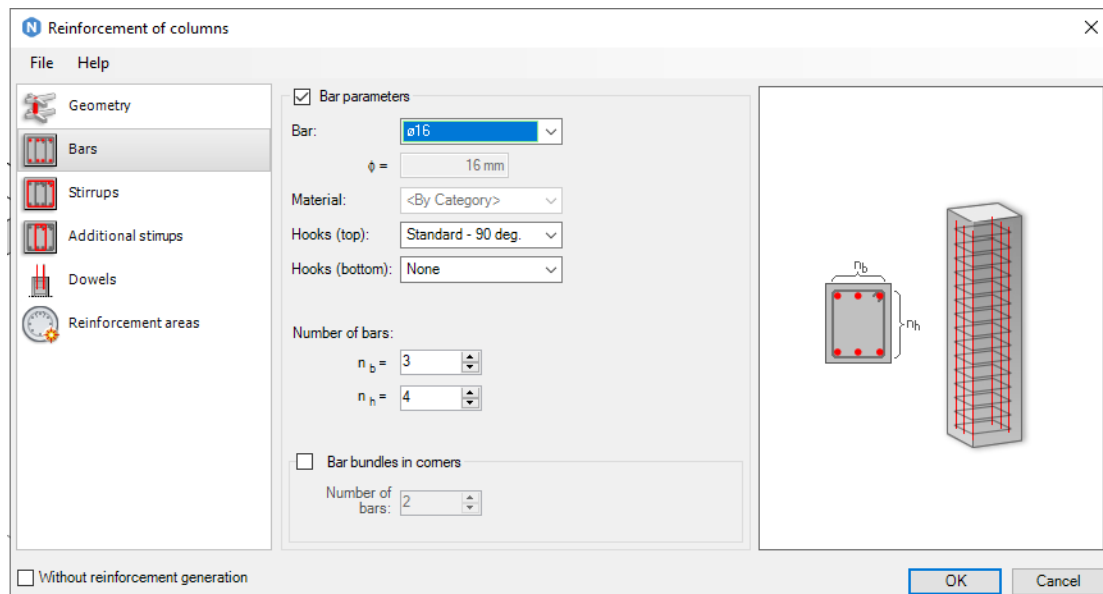 N Reinforcement of columns
File Help
Geometry
Bars
Stirrups
Additional stirrups
Dowels
Reinforcement areas
Bar parameters
Bar: ø16
ϕ = 16 mm
Material: <By Category>
Hooks (top): Standard - 90 deg.
Hooks (bottom): None
Number of bars:
n b = 3
n h = 4
Bar bundles in corners
Number of
bars: 2
nb
nh
Without reinforcement generation
OK Cancel